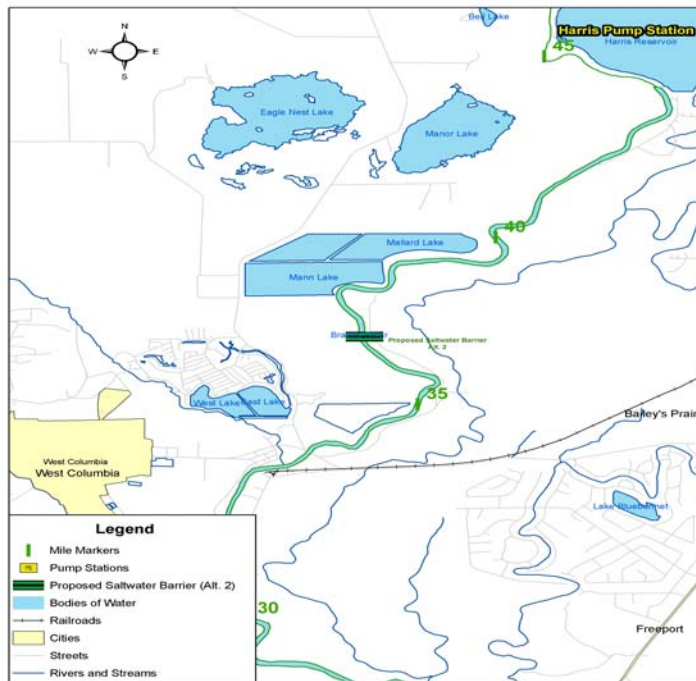 Bell Lake
Harris Pump Station
45
Harris Reservoir
N
W E
S
Eagle Nest Lake
Manor Lake
40
Mallard Lake
Mann Lake
Proposed Saltwater Barrier
Alt. 2
35
West Lake
East Lake
Bailey's Prairi
West Columbia
West Columbia
Lake Bluebonnet
Legend
Mile Markers
PS
Pump Stations
Proposed Saltwater Barrier (Alt. 2)
Bodies of Water
Railroads
Cities
Streets
Rivers and Streams
30
Freeport